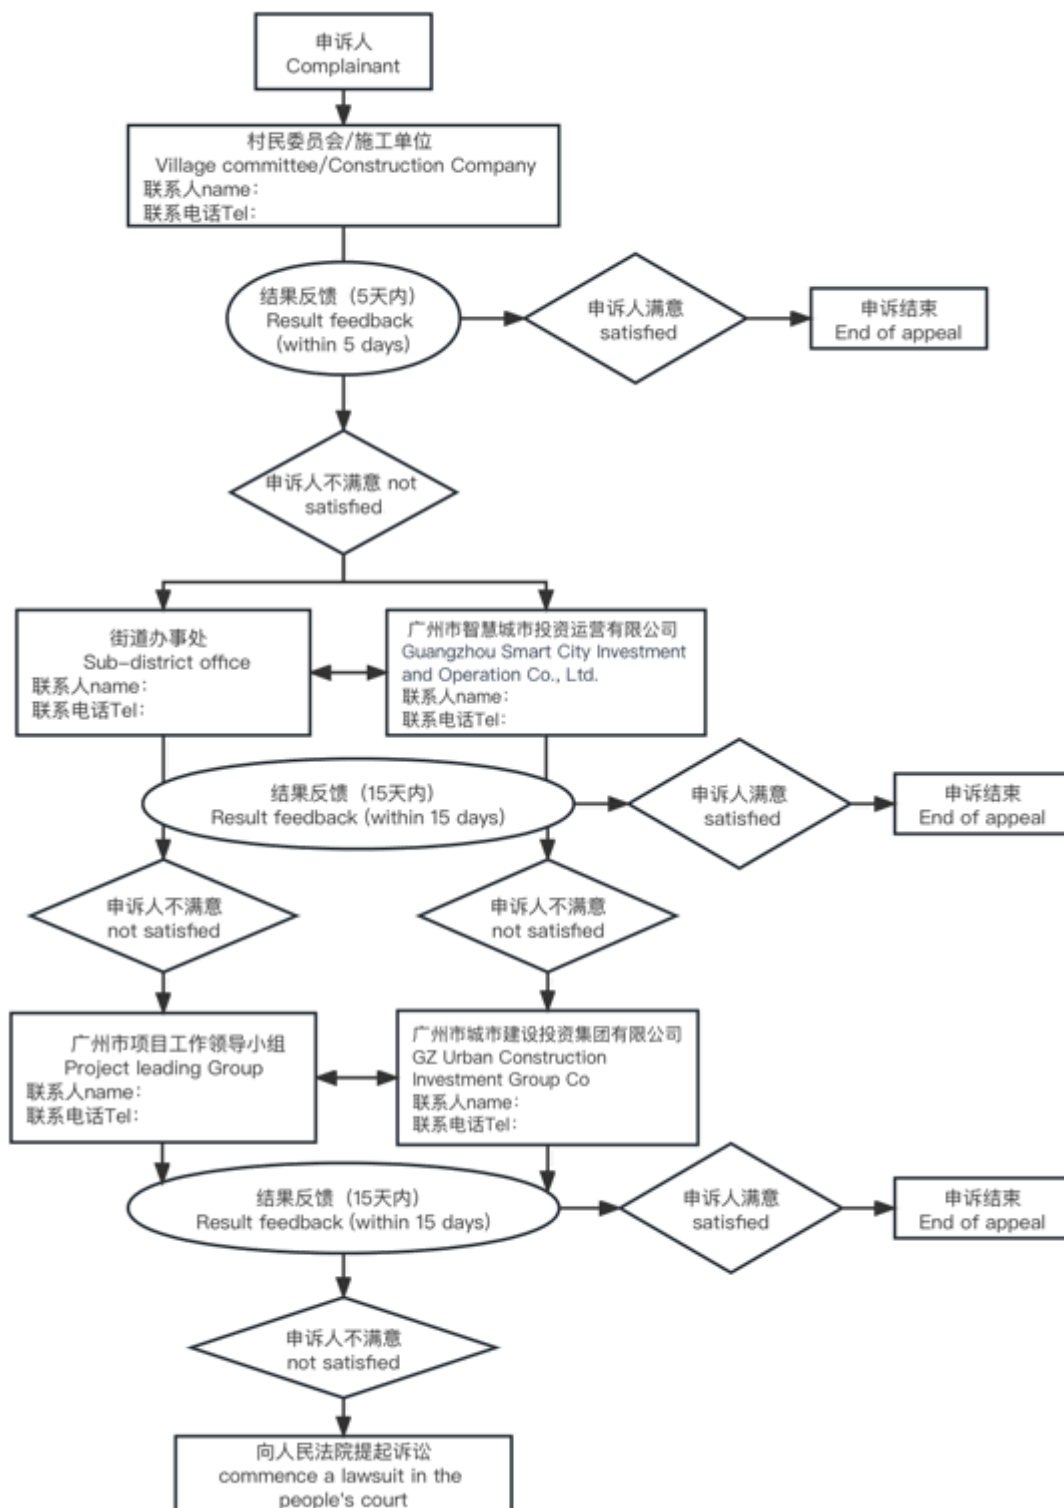 申诉人
Complainant
村民委员会/施工单位
Village committee/Construction Company
联系人name：
联系电话Tel：
结果反馈（5天内）
Result feedback
(within 5 days)
申诉人满意
satisfied
申诉结束
End of appeal
申诉人不满意 not
satisfied
街道办事处
Sub-district office
联系人name：
联系电话Tel：
广州市智慧城市投资运营有限公司
Guangzhou Smart City Investment
and Operation Co., Ltd.
联系人name：
联系电话Tel：
结果反馈（15天内）
Result feedback (within 15 days)
申诉人满意
satisfied
申诉结束
End of appeal
申诉人不满意
not satisfied
申诉人不满意
not satisfied
广州市项目工作领导小组
Project leading Group
联系人name：
联系电话Tel：
广州市城市建设投资集团有限公司
GZ Urban Construction
Investment Group Co
联系人name：
联系电话Tel：
结果反馈（15天内）
Result feedback (within 15 days)
申诉人满意
satisfied
申诉结束
End of appeal
申诉人不满意
not satisfied
向人民法院提起诉讼
commence a lawsuit in the
people's court